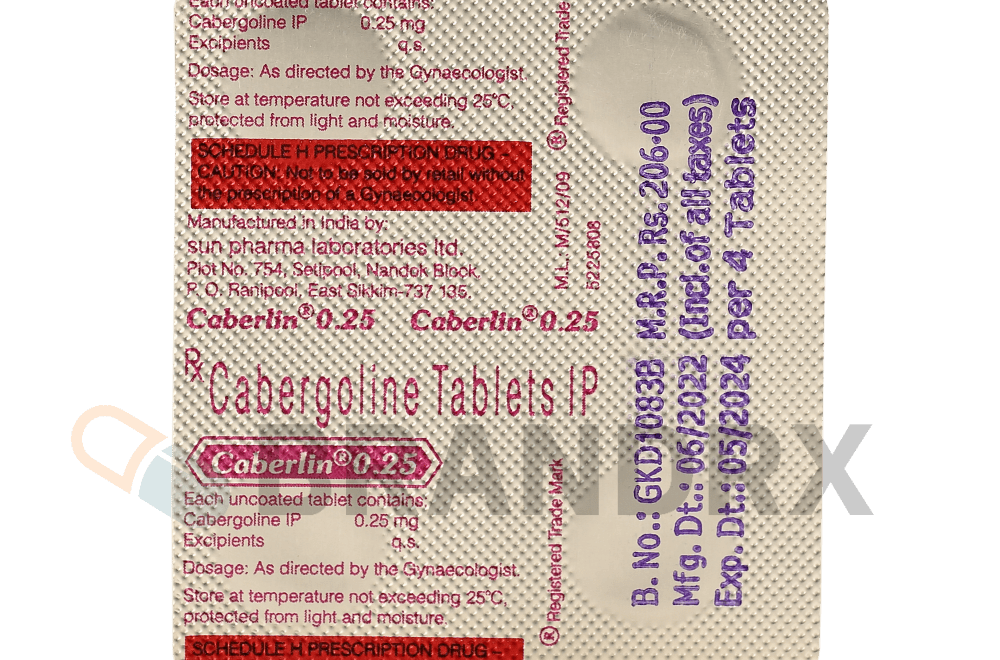 Each uncoated tablet contains:
Cabergoline IP 0.25 mg
Excipients q.s.
Dosage: As directed by the Gynaecologist.
Store at temperature not exceeding 25°C,
protected from light and moisture.
SCHEDULE H PRESCRIPTION DRUG –
CAUTION: Not to be sold by retail without
the prescription of a Gynaecologist.
Manufactured in India by:
sun pharma laboratories ltd.
Plot No. 754, Setipool, Nandok Block,
P. O. Ranipool, East Sikkim-737 135.
Caberlin® 0.25 Caberlin® 0.25
Rx Cabergoline Tablets IP
Caberlin® 0.25
Each uncoated tablet contains:
Cabergoline IP 0.25 mg
Excipients q.s.
Dosage: As directed by the Gynaecologist.
Store at temperature not exceeding 25°C,
protected from light and moisture.
SCHEDULE H PRESCRIPTION DRUG –
® Registered Trade
M.L.: M/512/09
5225808
® Registered Trade Mark
B. No.: GKD1083B M.R.P. Rs.206.00
Mfg. Dt.: 06/2022 (Incl.of all taxes)
Exp. Dt.: 05/2024 per 4 Tablets
BRANDRX